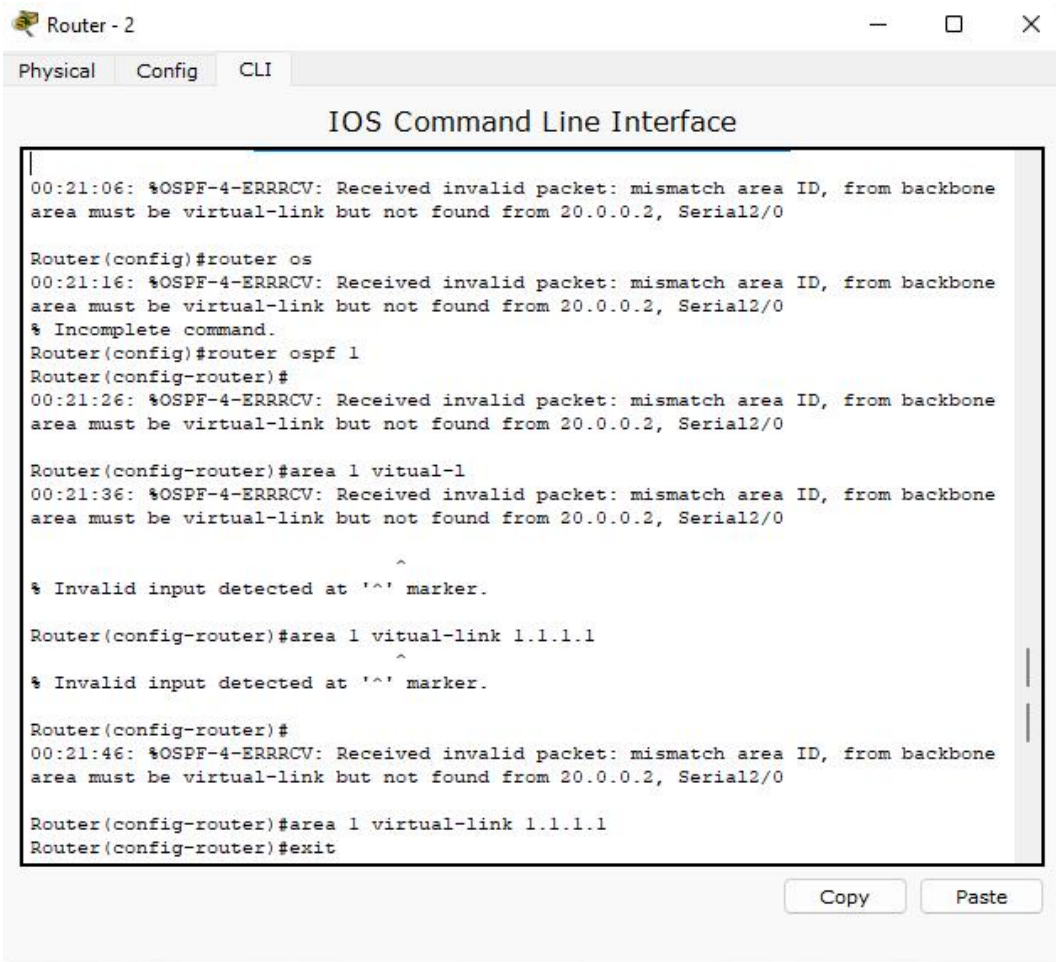 Router - 2
Physical Config CLI
IOS Command Line Interface
00:21:06: %OSPF-4-ERRRCV: Received invalid packet: mismatch area ID, from backbone
area must be virtual-link but not found from 20.0.0.2, Serial2/0
Router(config)#router os
00:21:16: %OSPF-4-ERRRCV: Received invalid packet: mismatch area ID, from backbone
area must be virtual-link but not found from 20.0.0.2, Serial2/0
% Incomplete command.
Router(config)#router ospf 1
Router(config-router)#
00:21:26: %OSPF-4-ERRRCV: Received invalid packet: mismatch area ID, from backbone
area must be virtual-link but not found from 20.0.0.2, Serial2/0
Router(config-router)#area 1 vitual-l
00:21:36: %OSPF-4-ERRRCV: Received invalid packet: mismatch area ID, from backbone
area must be virtual-link but not found from 20.0.0.2, Serial2/0
^
% Invalid input detected at '^' marker.
Router(config-router)#area 1 vitual-link 1.1.1.1
^
% Invalid input detected at '^' marker.
Router(config-router)#
00:21:46: %OSPF-4-ERRRCV: Received invalid packet: mismatch area ID, from backbone
area must be virtual-link but not found from 20.0.0.2, Serial2/0
Router(config-router)#area 1 virtual-link 1.1.1.1
Router(config-router)#exit
Copy Paste